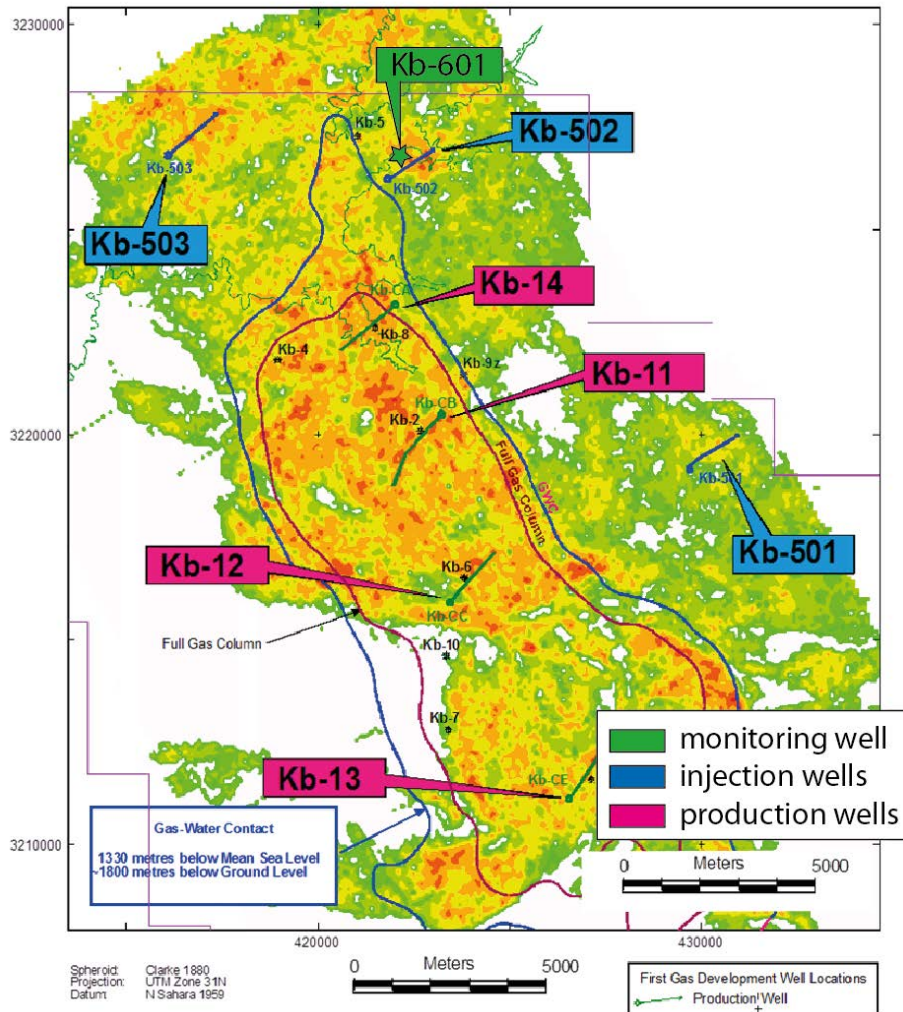 3230000
Kb-601
Kb-5
Kb-502
Kb-503
Kb-502
Kb-503
Kb-14
Kb-CA
Kb-8
Kb-4
Kb-9z
Kb-11
Kb-CB
Kb-2
3220000
Full Gas Column
GWC
Kb-501
Kb-501
Kb-12
Kb-6
Kb-CC
Full Gas Column
Kb-10
Kb-7
monitoring well
injection wells
production wells
Kb-13
Kb-CE
Gas-Water Contact
1330 metres below Mean Sea Level
~1800 metres below Ground Level
3210000
Meters
0 5000
420000
430000
Spheroid: Clarke 1880
Projection: UTM Zone 31N
Datum: N Sahara 1959
Meters
0 5000
First Gas Development Well Locations
Production Well